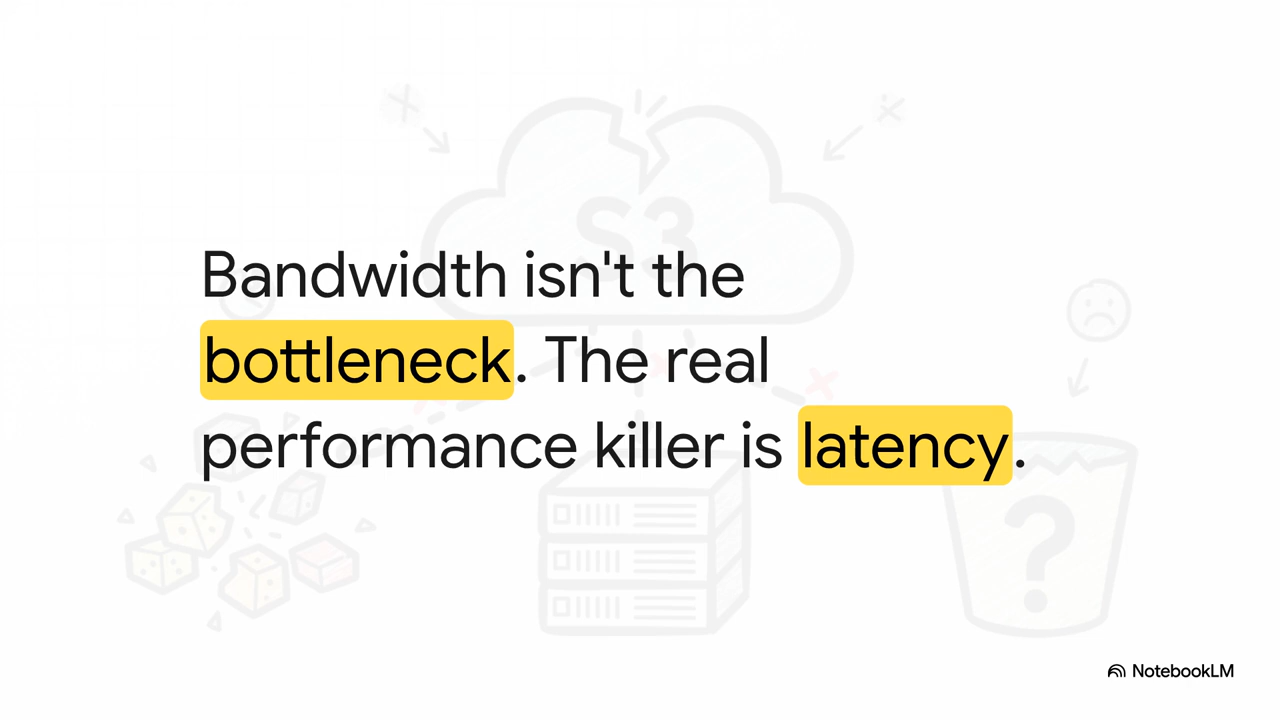 S3
Bandwidth isn't the
bottleneck. The real
performance killer is latency.
?
NotebookLM